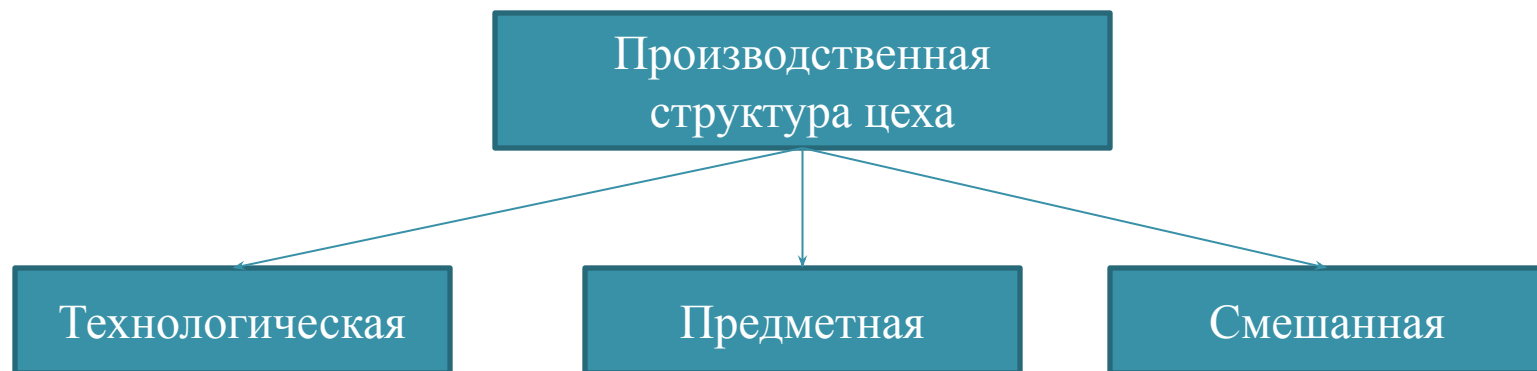 Производственная
структура цеха
Технологическая
Предметная
Смешанная